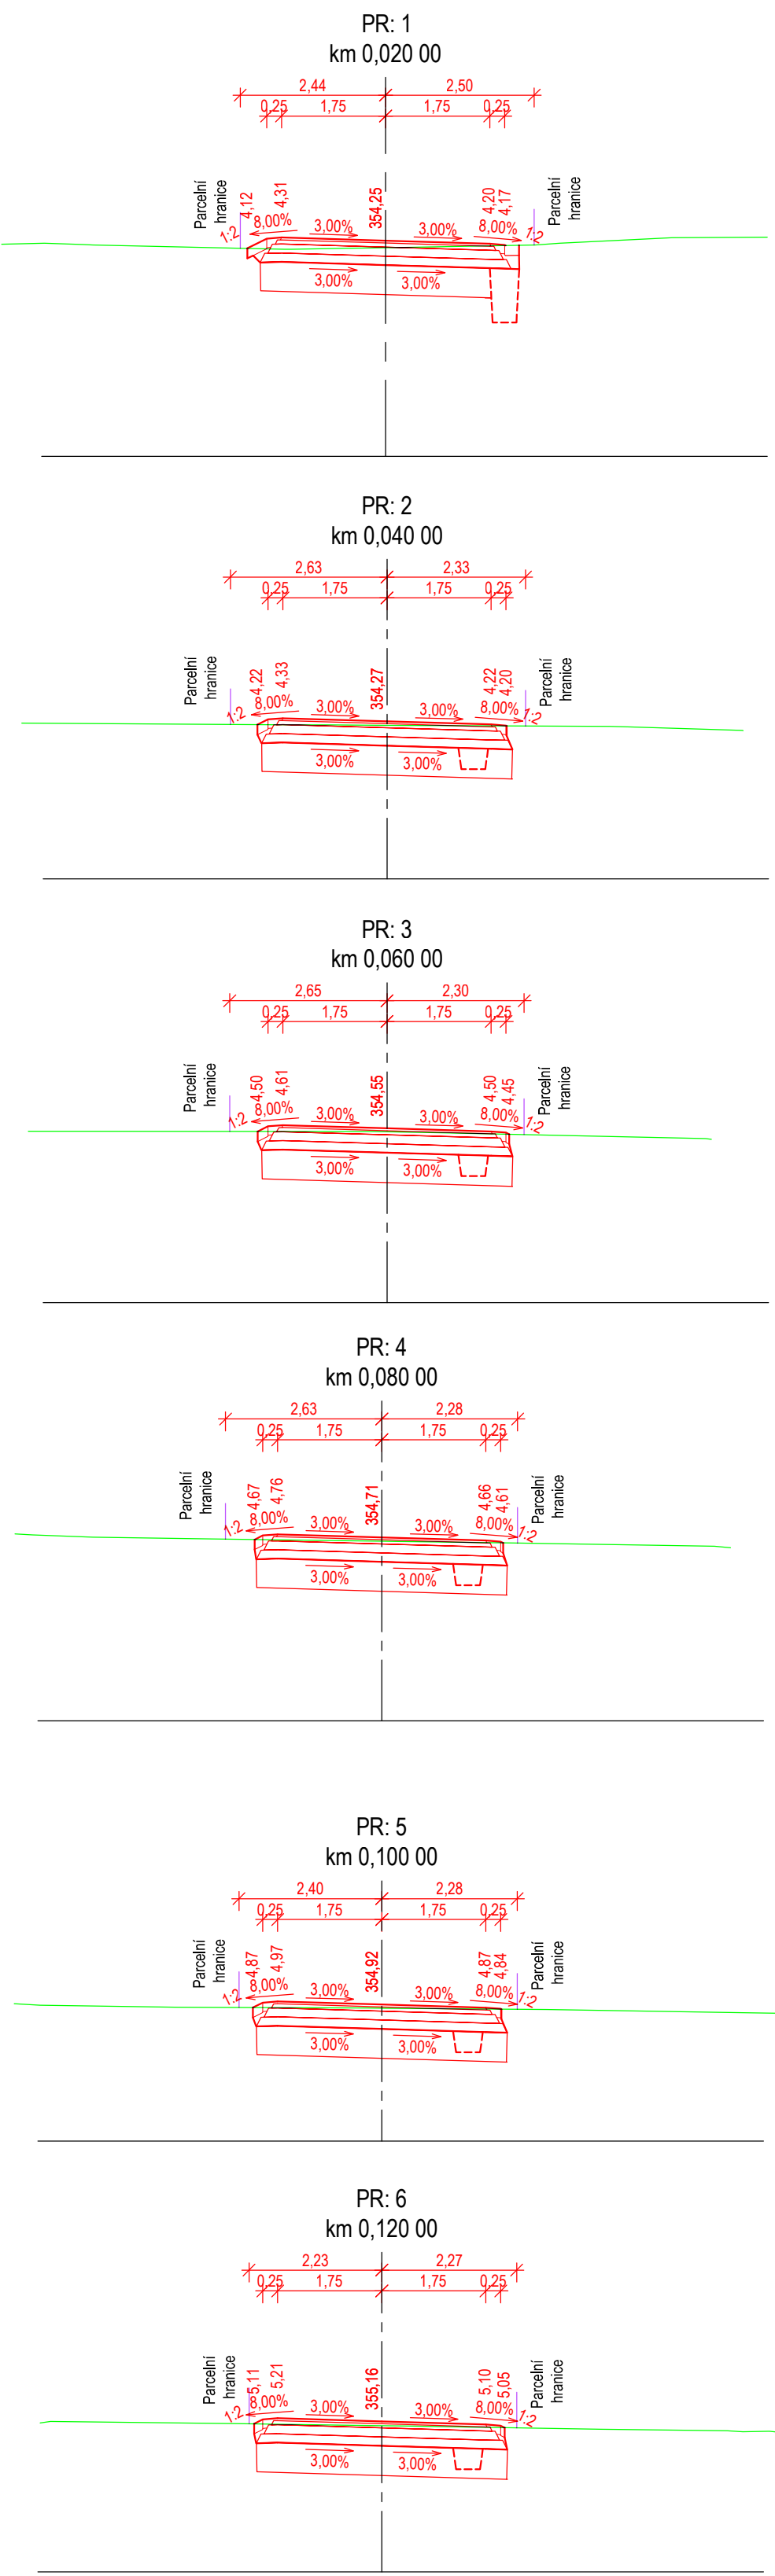 PR: 1
km 0,020 00
2,44 2,50
0,25 1,75 1,75 0,25
Parcelní
hranice
4,12 4,31 354,25 4,20 4,17
Parcelní
hranice
1:2 8,00% 3,00% 3,00% 8,00% 1:2
3,00% 3,00%
PR: 2
km 0,040 00
2,63 2,33
0,25 1,75 1,75 0,25
Parcelní
hranice
4,22 4,33 354,27 4,22 4,20
Parcelní
hranice
1:2 8,00% 3,00% 3,00% 8,00% 1:2
3,00% 3,00%
PR: 3
km 0,060 00
2,65 2,30
0,25 1,75 1,75 0,25
Parcelní
hranice
4,50 4,61 354,55 4,50 4,45
Parcelní
hranice
1:2 8,00% 3,00% 3,00% 8,00% 1:2
3,00% 3,00%
PR: 4
km 0,080 00
2,63 2,28
0,25 1,75 1,75 0,25
Parcelní
hranice
4,67 4,76 354,71 4,66 4,61
Parcelní
hranice
1:2 8,00% 3,00% 3,00% 8,00% 1:2
3,00% 3,00%
PR: 5
km 0,100 00
2,40 2,28
0,25 1,75 1,75 0,25
Parcelní
hranice
4,87 4,97 354,92 4,87 4,84
Parcelní
hranice
1:2 8,00% 3,00% 3,00% 8,00% 1:2
3,00% 3,00%
PR: 6
km 0,120 00
2,23 2,27
0,25 1,75 1,75 0,25
Parcelní
hranice
5,11 5,21 355,16 5,10 5,05
Parcelní
hranice
1:2 8,00% 3,00% 3,00% 8,00% 1:2
3,00% 3,00%